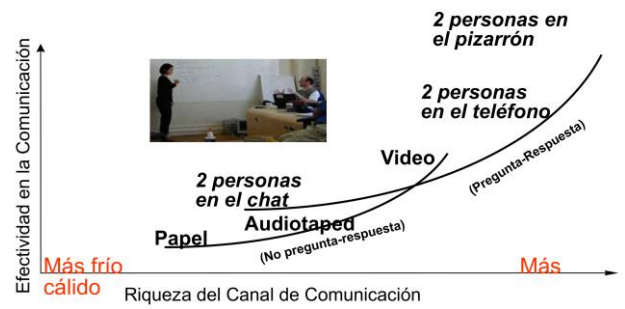 2 personas en
el pizarrón
2 personas
en el teléfono
Video
(Pregunta-Respuesta)
2 personas
en el chat
Audiotaped
(No pregunta-respuesta)
Papel
Efectividad en la Comunicación
Más frío
cálido
Más
Riqueza del Canal de Comunicación